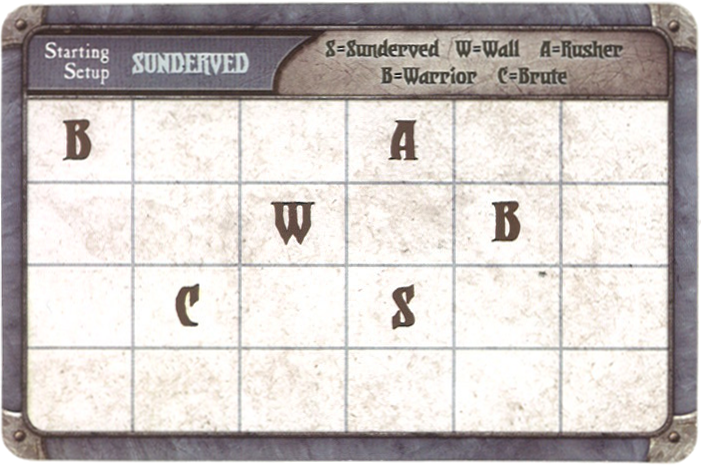 Starting Setup
SUNDERVED
S=Sunderved W=Wall A=Rusher
B=Warrior C=Brute
B A
W B
C S